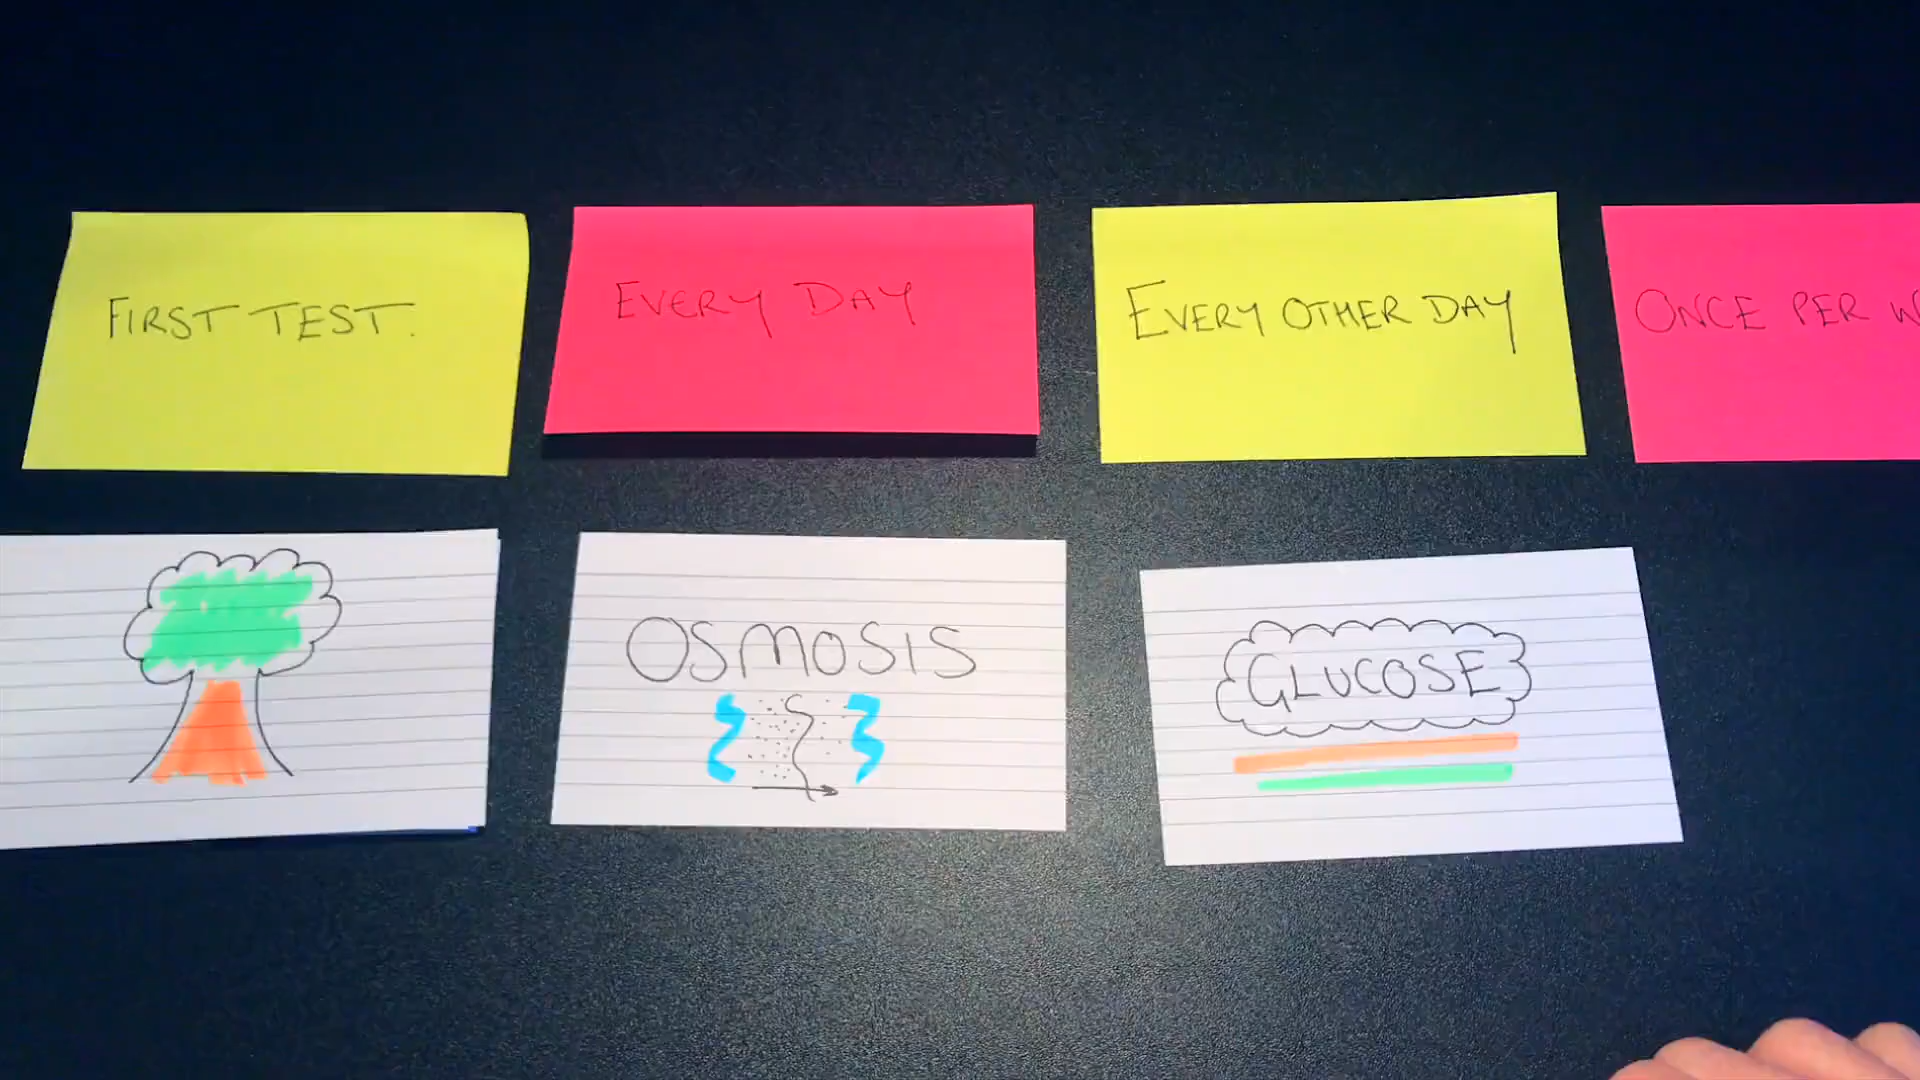 FIRST TEST.
EVERY DAY
EVERY OTHER DAY
ONCE PER
OSMOSIS
GLUCOSE